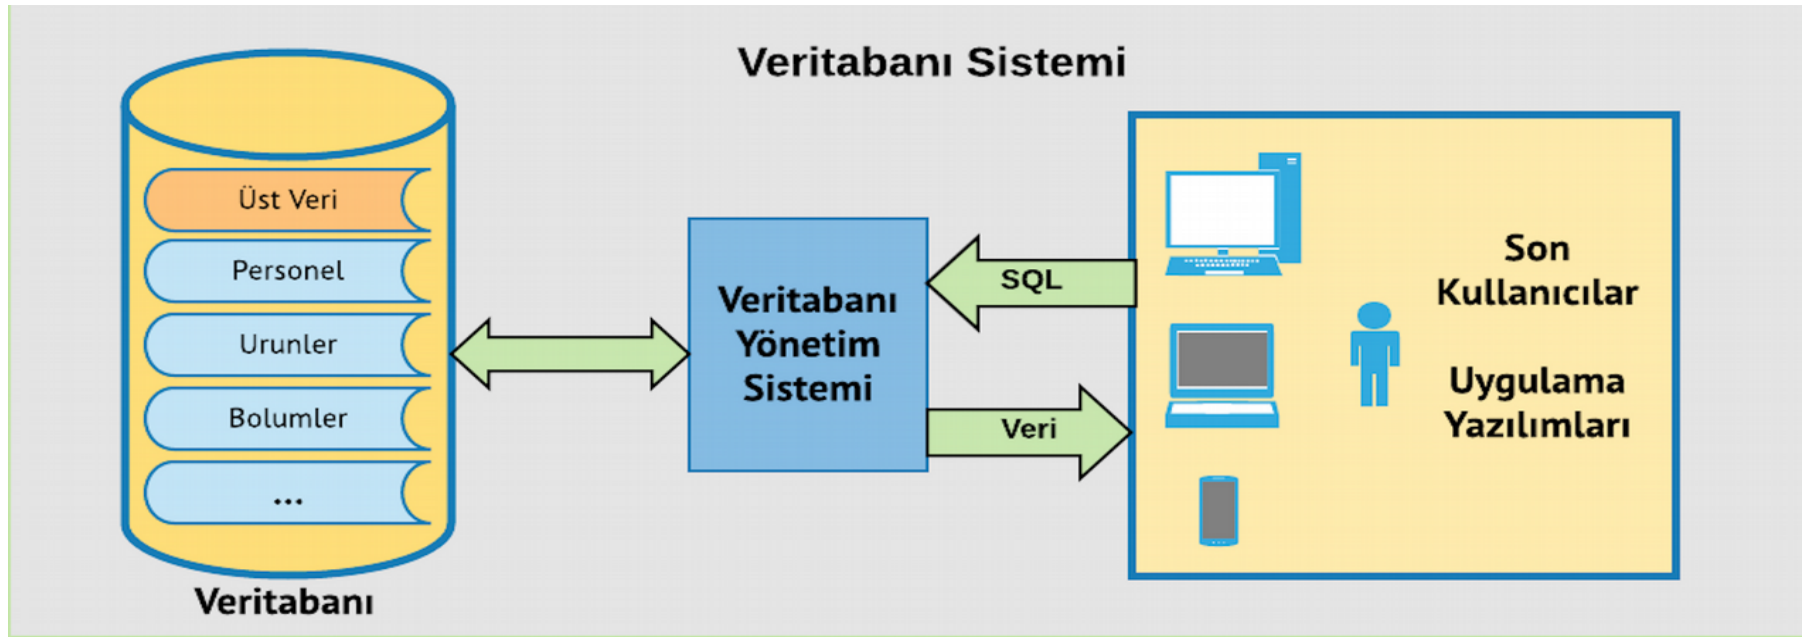 Veritabanı Sistemi
Üst Veri
Personel
Urunler
Bolumler
...
Veritabanı
Veritabanı
Yönetim
Sistemi
SQL
Veri
Son
Kullanıcılar
Uygulama
Yazılımları